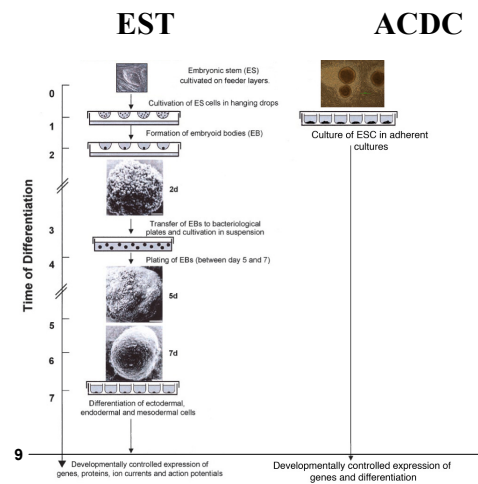 EST
ACDC
Embryonic stem (ES)
cultivated on feeder layers.
0
Cultivation of ES cells in hanging drops
1
Formation of embryoid bodies (EB)
Culture of ESC in adherent
cultures
2
2d
3
Transfer of EBs to bacteriological
plates and cultivation in suspension
4
Plating of EBs (between day 5 and 7)
Time of Differentiation
5d
5
6
7d
7
Differentiation of ectodermal,
endodermal and mesodermal cells
9
Developmentally controlled expression of
genes, proteins, ion currents and action potentials
Developmentally controlled expression of
genes and differentiation